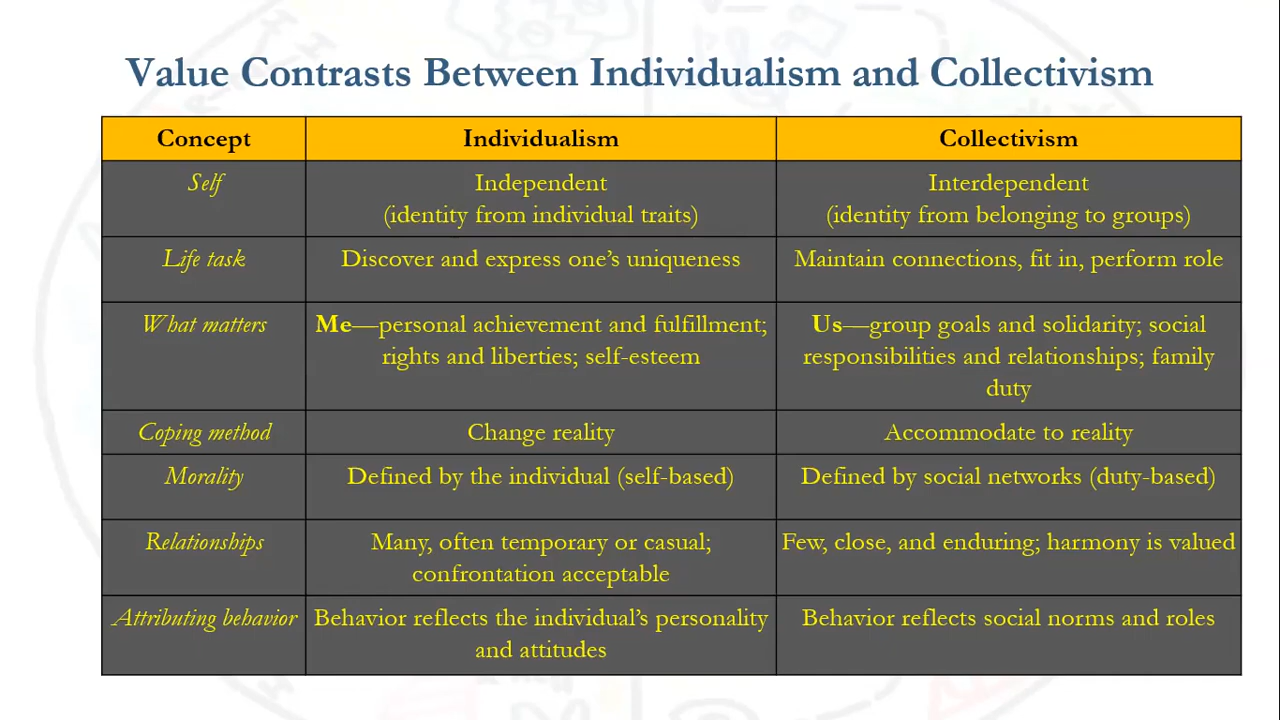 Value Contrasts Between Individualism and Collectivism
Concept Individualism Collectivism
Self Independent Interdependent
(identity from individual traits) (identity from belonging to groups)
Life task Discover and express one’s uniqueness Maintain connections, fit in, perform role
What matters Me—personal achievement and fulfillment; Us—group goals and solidarity; social
rights and liberties; self-esteem responsibilities and relationships; family
duty
Coping method Change reality Accommodate to reality
Morality Defined by the individual (self-based) Defined by social networks (duty-based)
Relationships Many, often temporary or casual; Few, close, and enduring; harmony is valued
confrontation acceptable
Attributing behavior Behavior reflects the individual’s personality Behavior reflects social norms and roles
and attitudes